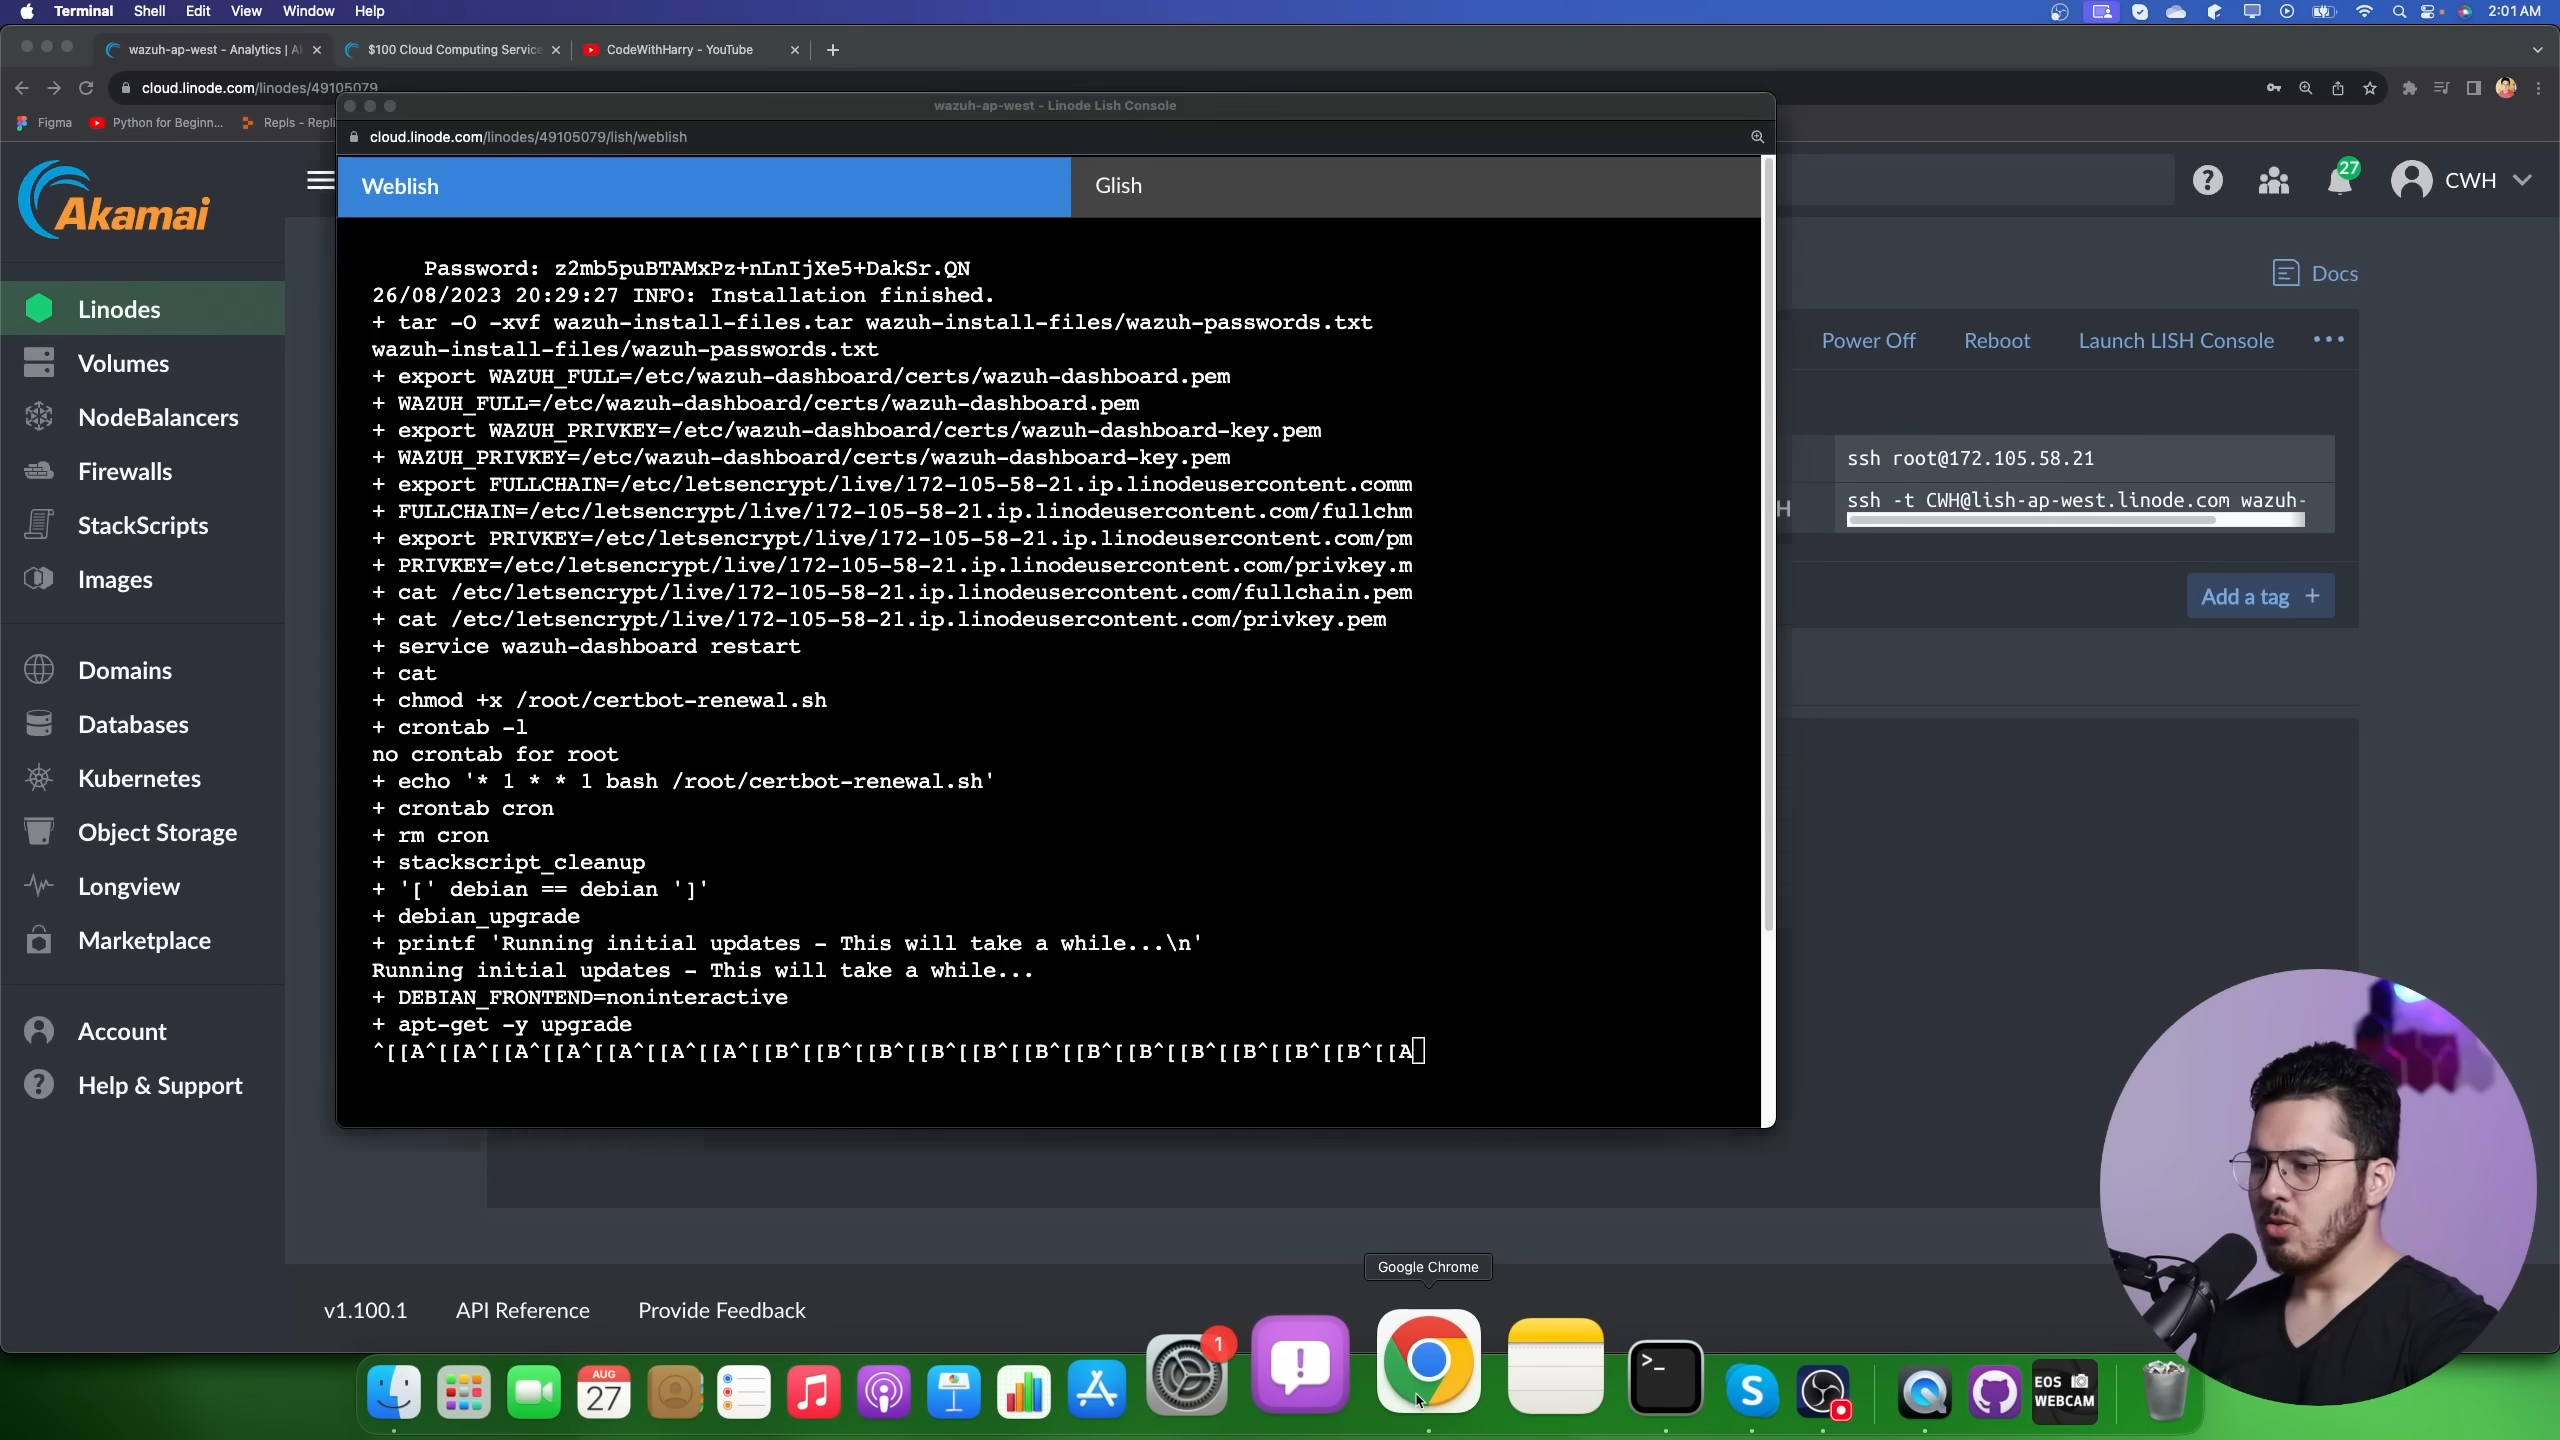 Terminal Shell Edit View Window Help 2:01 AM
wazuh-ap-west - Analytics | Al
$100 Cloud Computing Service
CodeWithHarry - YouTube
cloud.linode.com/linodes/49105079
Figma
Python for Beginn...
Repls - Repli
wazuh-ap-west - Linode Lish Console
cloud.linode.com/linodes/49105079/lish/weblish
Weblish
Glish
Akamai
27
CWH
Docs
Linodes
Volumes
NodeBalancers
Firewalls
StackScripts
Images
Domains
Databases
Kubernetes
Object Storage
Longview
Marketplace
Account
Help & Support
Power Off
Reboot
Launch LISH Console
ssh root@172.105.58.21
H
ssh -t CWH@lish-ap-west.linode.com wazuh-
Add a tag +
Password: z2mb5puBTAMxPz+nLnIjXe5+DakSr.QN
26/08/2023 20:29:27 INFO: Installation finished.
+ tar -O -xvf wazuh-install-files.tar wazuh-install-files/wazuh-passwords.txt
wazuh-install-files/wazuh-passwords.txt
+ export WAZUH_FULL=/etc/wazuh-dashboard/certs/wazuh-dashboard.pem
+ WAZUH_FULL=/etc/wazuh-dashboard/certs/wazuh-dashboard.pem
+ export WAZUH_PRIVKEY=/etc/wazuh-dashboard/certs/wazuh-dashboard-key.pem
+ WAZUH_PRIVKEY=/etc/wazuh-dashboard/certs/wazuh-dashboard-key.pem
+ export FULLCHAIN=/etc/letsencrypt/live/172-105-58-21.ip.linodeusercontent.comm
+ FULLCHAIN=/etc/letsencrypt/live/172-105-58-21.ip.linodeusercontent.com/fullchm
+ export PRIVKEY=/etc/letsencrypt/live/172-105-58-21.ip.linodeusercontent.com/pm
+ PRIVKEY=/etc/letsencrypt/live/172-105-58-21.ip.linodeusercontent.com/privkey.m
+ cat /etc/letsencrypt/live/172-105-58-21.ip.linodeusercontent.com/fullchain.pem
+ cat /etc/letsencrypt/live/172-105-58-21.ip.linodeusercontent.com/privkey.pem
+ service wazuh-dashboard restart
+ cat
+ chmod +x /root/certbot-renewal.sh
+ crontab -l
no crontab for root
+ echo '* 1 * * 1 bash /root/certbot-renewal.sh'
+ crontab cron
+ rm cron
+ stackscript_cleanup
+ '[' debian == debian ']'
+ debian_upgrade
+ printf 'Running initial updates - This will take a while...\n'
Running initial updates - This will take a while...
+ DEBIAN_FRONTEND=noninteractive
+ apt-get -y upgrade
^[[A^[[A^[[A^[[A^[[A^[[A^[[A^[[B^[[B^[[B^[[B^[[B^[[B^[[B^[[B^[[B^[[B^[[B^[[B^[[A
v1.100.1
API Reference
Provide Feedback
Google Chrome
AUG
27
1
EOS
WEBCAM